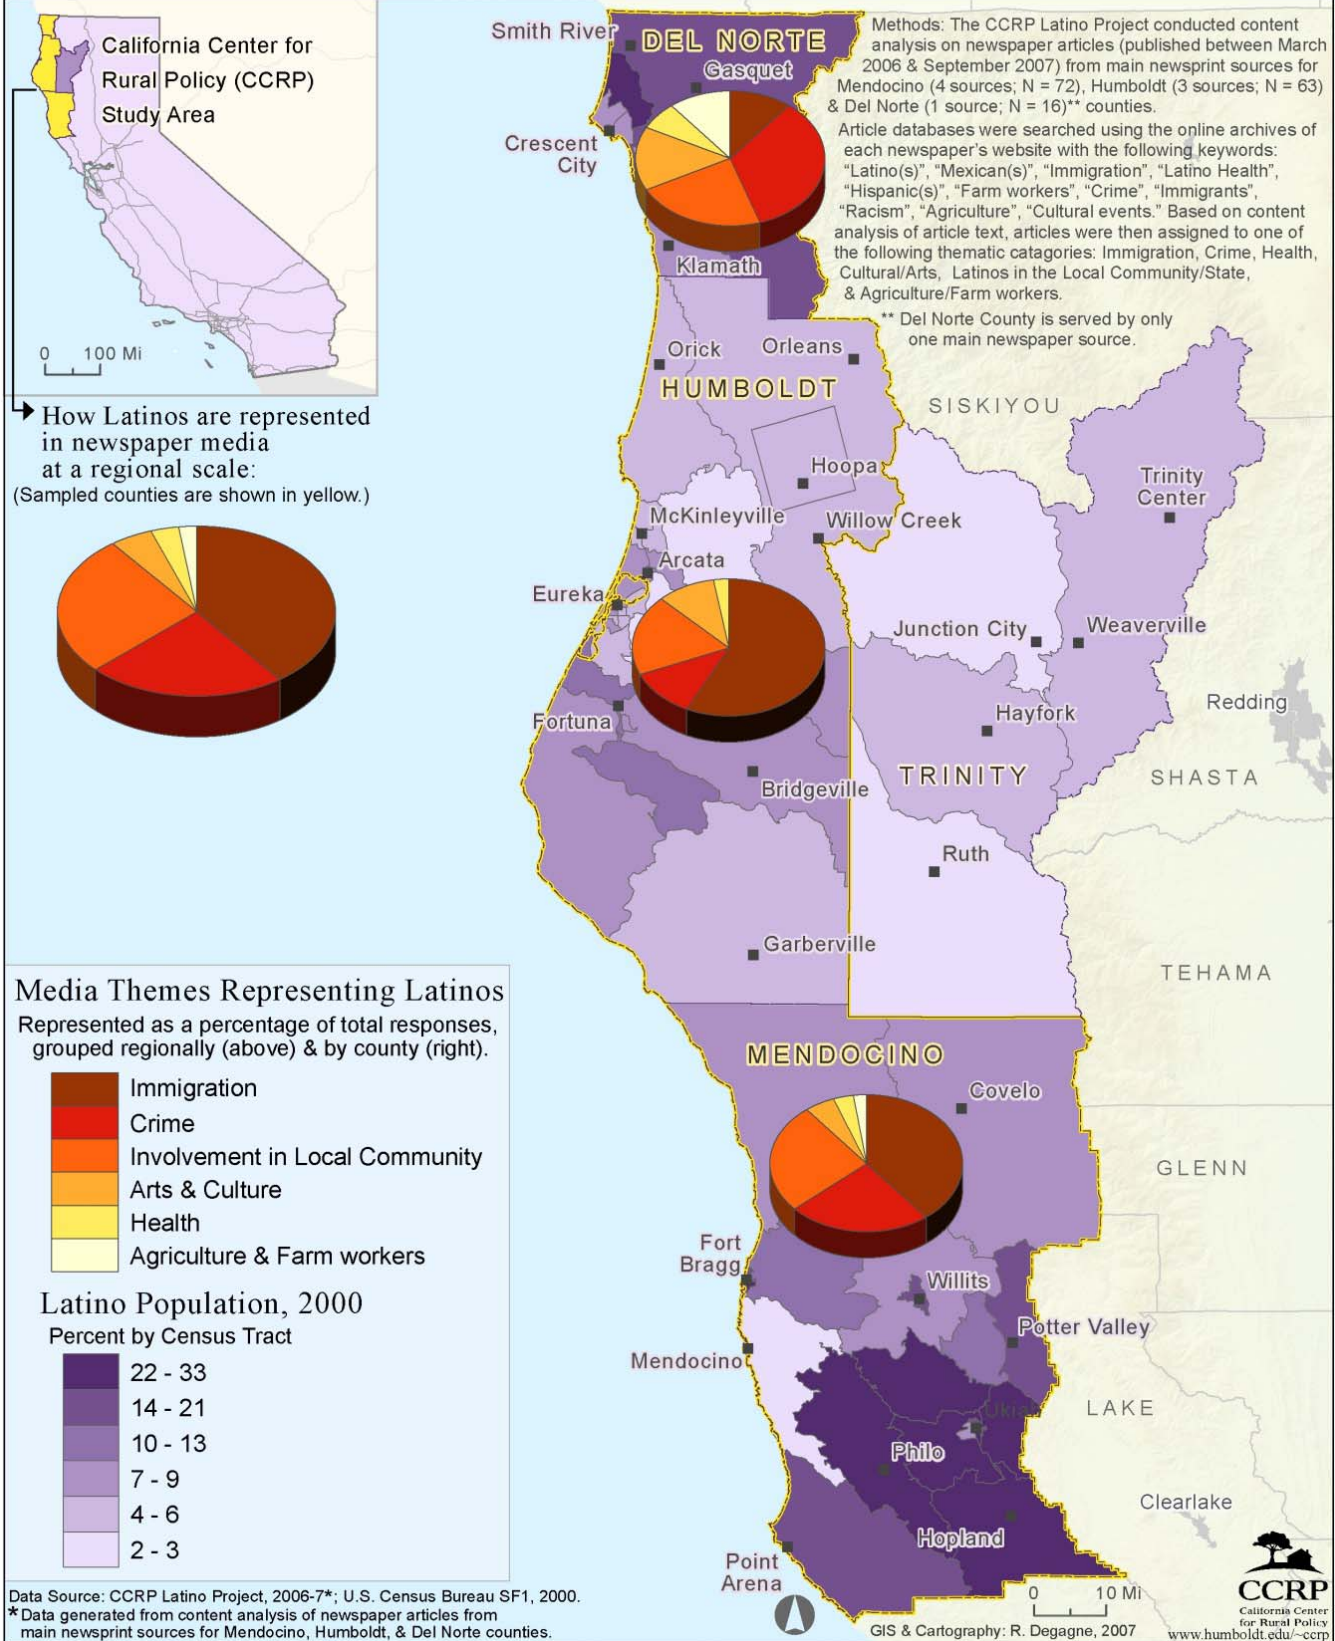 California Center for
Rural Policy (CCRP)
Study Area
0 100 Mi
How Latinos are represented
in newspaper media
at a regional scale:
(Sampled counties are shown in yellow.)
Methods: The CCRP Latino Project conducted content
analysis on newspaper articles (published between March
2006 & September 2007) from main newsprint sources for
Mendocino (4 sources; N = 72), Humboldt (3 sources; N = 63)
& Del Norte (1 source; N = 16)** counties.
Article databases were searched using the online archives of
each newspaper's website with the following keywords:
“Latino(s)”, “Mexican(s)”, “Immigration”, “Latino Health”,
“Hispanic(s)”, “Farm workers”, “Crime”, “Immigrants”,
“Racism”, “Agriculture”, “Cultural events.” Based on content
analysis of article text, articles were then assigned to one of
the following thematic catagories: Immigration, Crime, Health,
Cultural/Arts, Latinos in the Local Community/State,
& Agriculture/Farm workers.
** Del Norte County is served by only
one main newspaper source.
Smith River
DEL NORTE
Gasquet
Crescent
City
Klamath
Orick
Orleans
HUMBOLDT
SISKIYOU
Hoopa
Trinity
Center
McKinleyville
Willow Creek
Arcata
Eureka
Junction City
Weaverville
Redding
Fortuna
Hayfork
TRINITY
SHASTA
Bridgeville
Ruth
Garberville
TEHAMA
MENDOCINO
Covelo
GLENN
Fort
Bragg
Willits
Potter Valley
Mendocino
Ukiah
LAKE
Philo
Clearlake
Hopland
Point
Arena
Media Themes Representing Latinos
Represented as a percentage of total responses,
grouped regionally (above) & by county (right).
Immigration
Crime
Involvement in Local Community
Arts & Culture
Health
Agriculture & Farm workers
Latino Population, 2000
Percent by Census Tract
22 - 33
14 - 21
10 - 13
7 - 9
4 - 6
2 - 3
Data Source: CCRP Latino Project, 2006-7*; U.S. Census Bureau SF1, 2000.
* Data generated from content analysis of newspaper articles from
main newsprint sources for Mendocino, Humboldt, & Del Norte counties.
0 10 Mi
GIS & Cartography: R. Degagne, 2007
CCRP
California Center
for Rural Policy
www.humboldt.edu/~ccrp